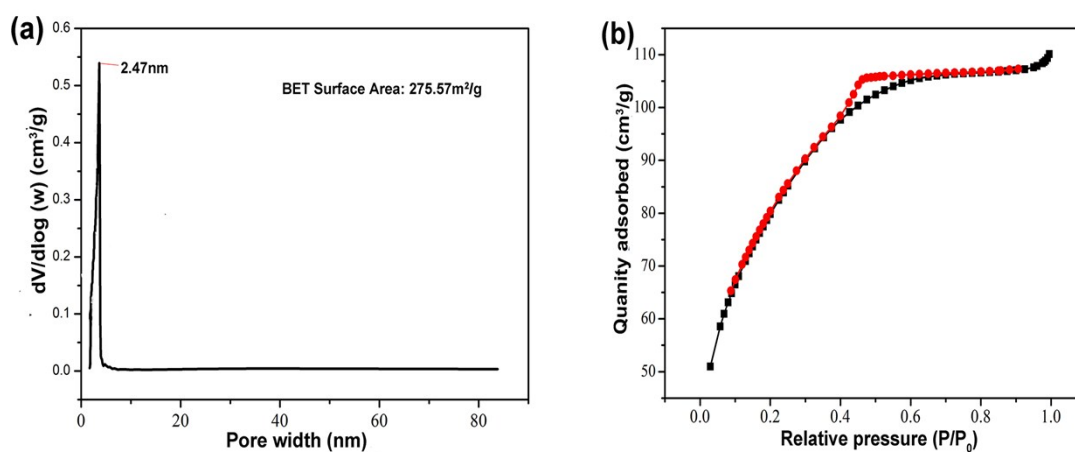 (a)
0.6
0.5
0.4
0.3
0.2
0.1
0.0
dV/dlog (w) (cm³/g)
2.47nm
BET Surface Area: 275.57m²/g
0 20 40 60 80
Pore width (nm)
(b)
110
100
90
80
70
60
50
Quanity adsorbed (cm³/g)
0.0 0.2 0.4 0.6 0.8 1.0
Relative pressure (P/P₀)